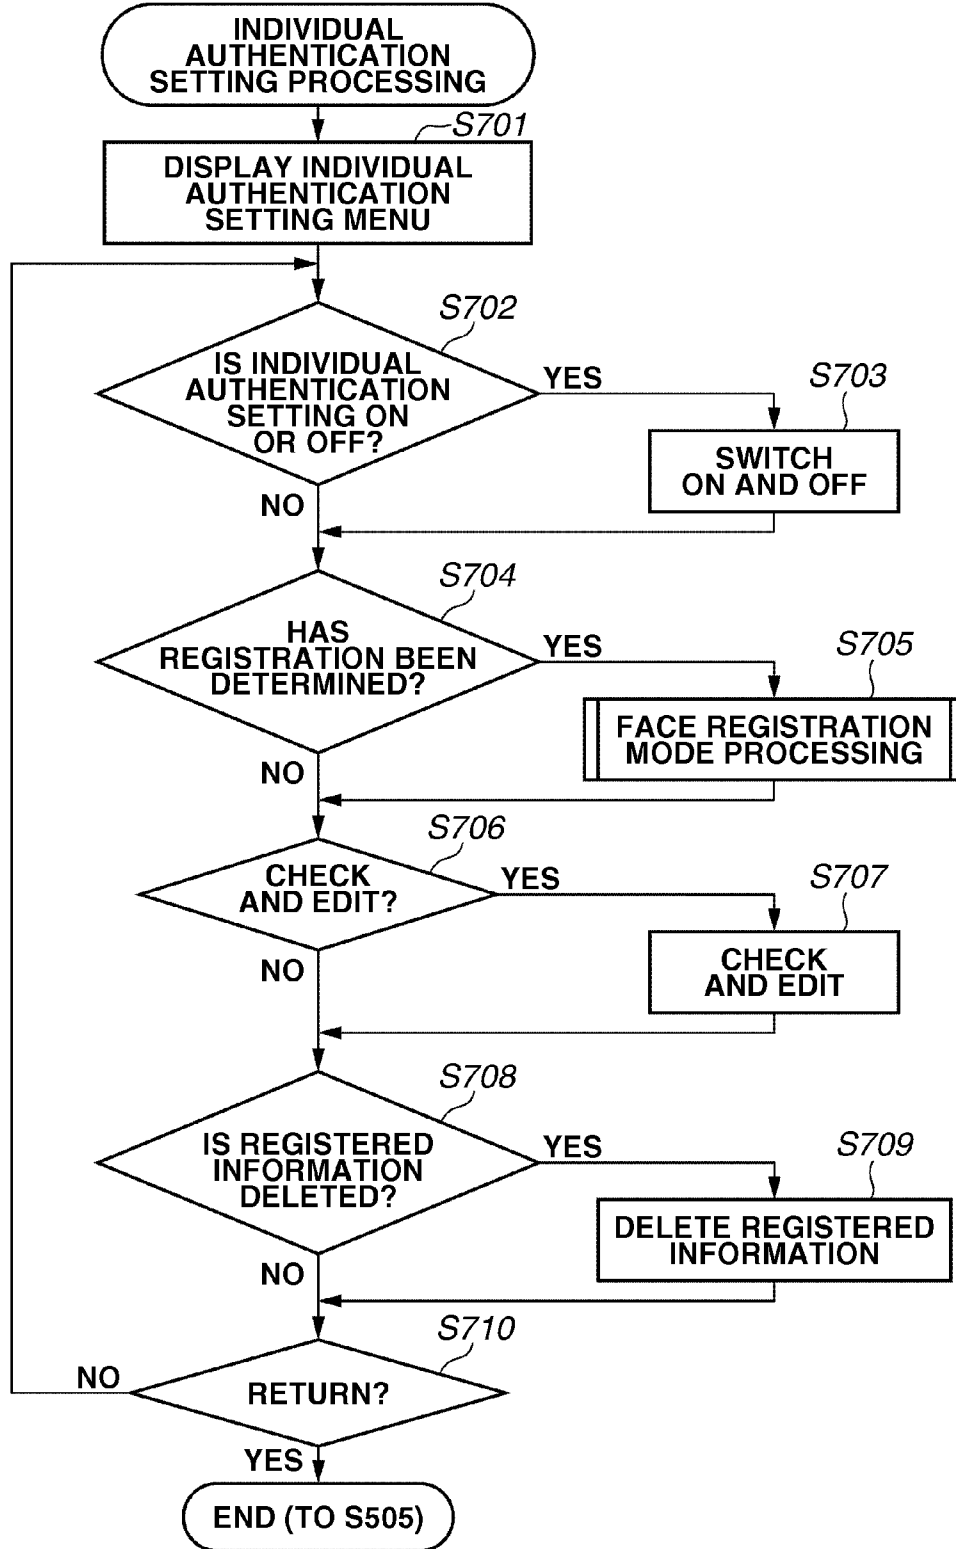 INDIVIDUAL
AUTHENTICATION
SETTING PROCESSING
S701
DISPLAY INDIVIDUAL
AUTHENTICATION
SETTING MENU
S702
IS INDIVIDUAL
AUTHENTICATION
SETTING ON
OR OFF?
YES
S703
SWITCH
ON AND OFF
NO
S704
HAS
REGISTRATION BEEN
DETERMINED?
YES
S705
FACE REGISTRATION
MODE PROCESSING
NO
S706
CHECK
AND EDIT?
YES
S707
CHECK
AND EDIT
NO
S708
IS REGISTERED
INFORMATION
DELETED?
YES
S709
DELETE REGISTERED
INFORMATION
NO
S710
RETURN?
NO
YES
END (TO S505)